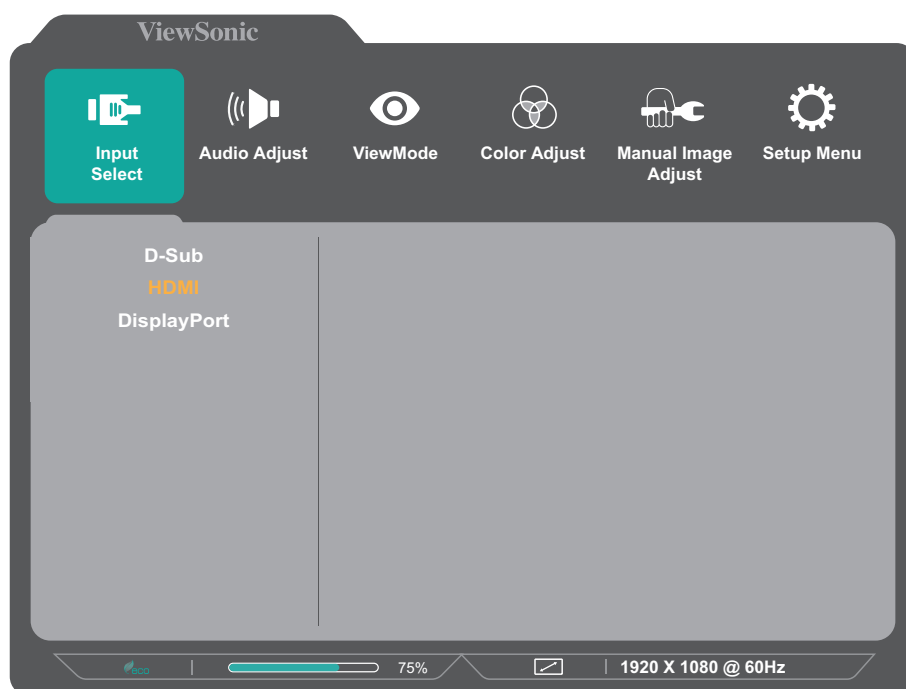 ViewSonic
Input Select
Audio Adjust
ViewMode
Color Adjust
Manual Image Adjust
Setup Menu
D-Sub
HDMI
DisplayPort
eco
75%
1920 X 1080 @ 60Hz